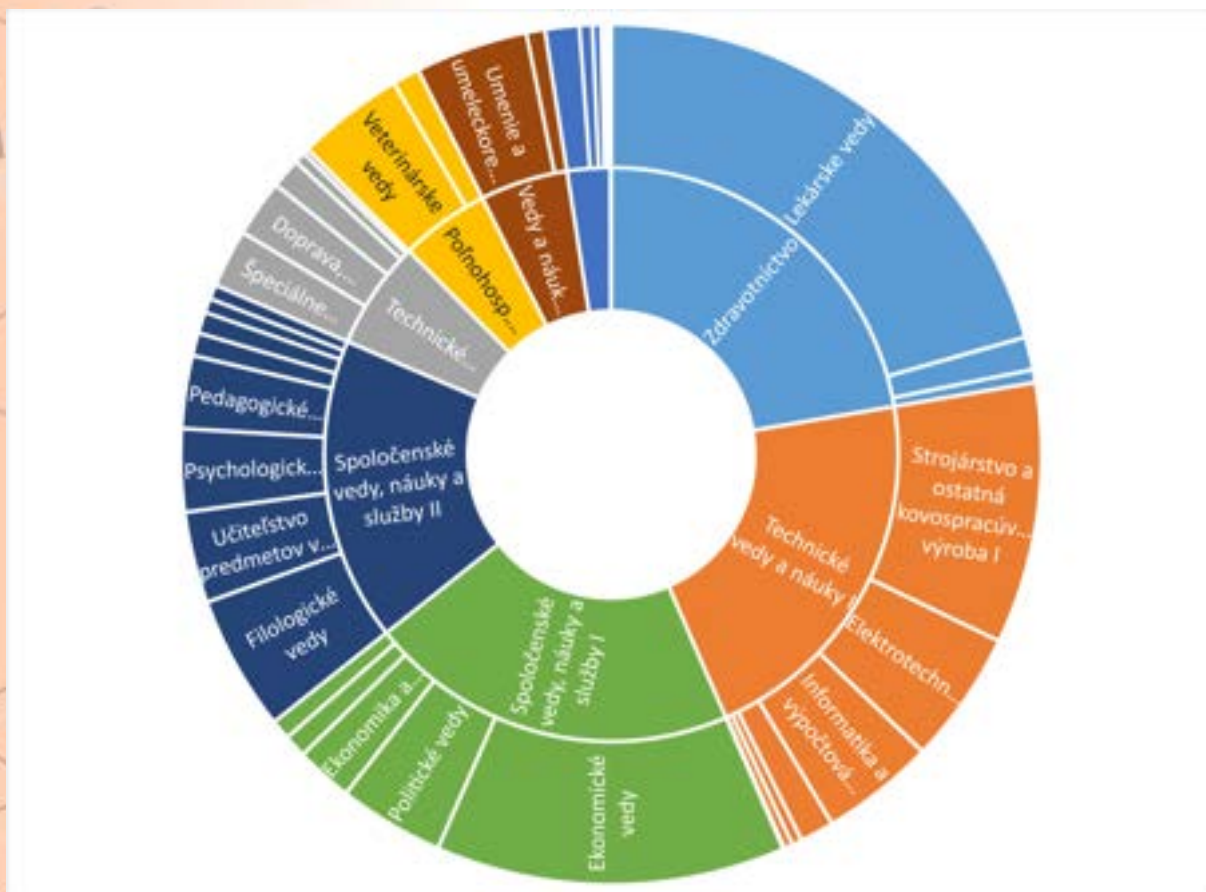 Zdravotníctvo
Lekárske vedy
Technické
vedy a náuky I
Strojárstvo a
ostatná
kovospracúv...
výroba I
Elektrotechn...
Informatika a
výpočtová...
Spoločenské
vedy, náuky a
služby I
Ekonomické
vedy
Politické vedy
Ekonomika a...
Spoločenské
vedy, náuky a
služby II
Filologické
vedy
Učiteľstvo
predmetov v...
Psychologick...
Pedagogické...
Technické...
Špeciálne...
Doprava,...
Poľnohosp...
Veterinárske
vedy
Vedy a náuk...
Umenie a
umeleckore...